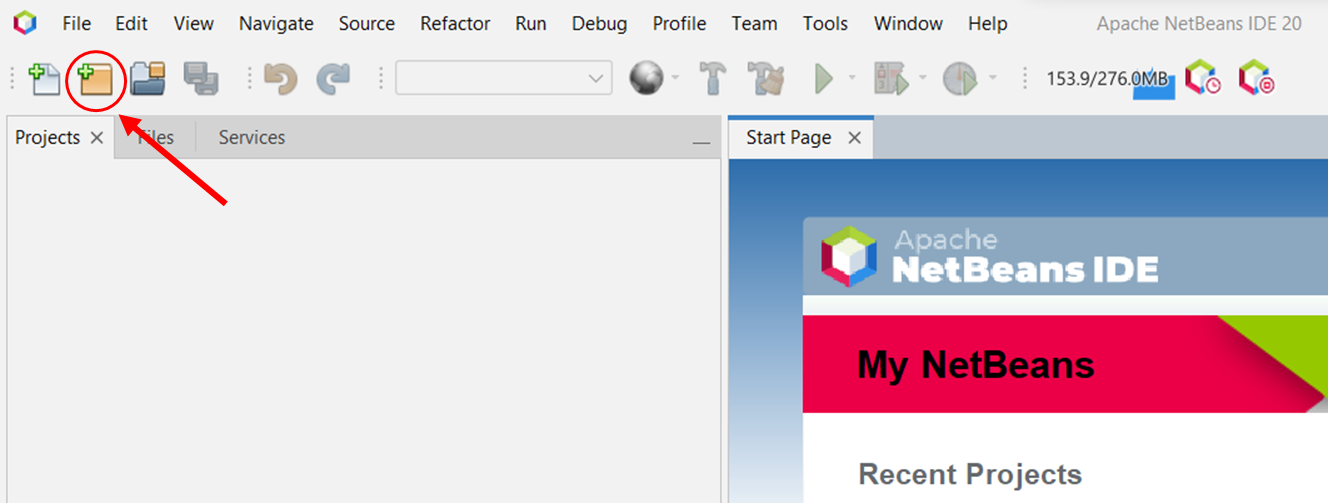 File Edit View Navigate Source Refactor Run Debug Profile Team Tools Window Help Apache NetBeans IDE 20
153.9/276.0MB
Projects Files Services Start Page
Apache
NetBeans IDE
My NetBeans
Recent Projects